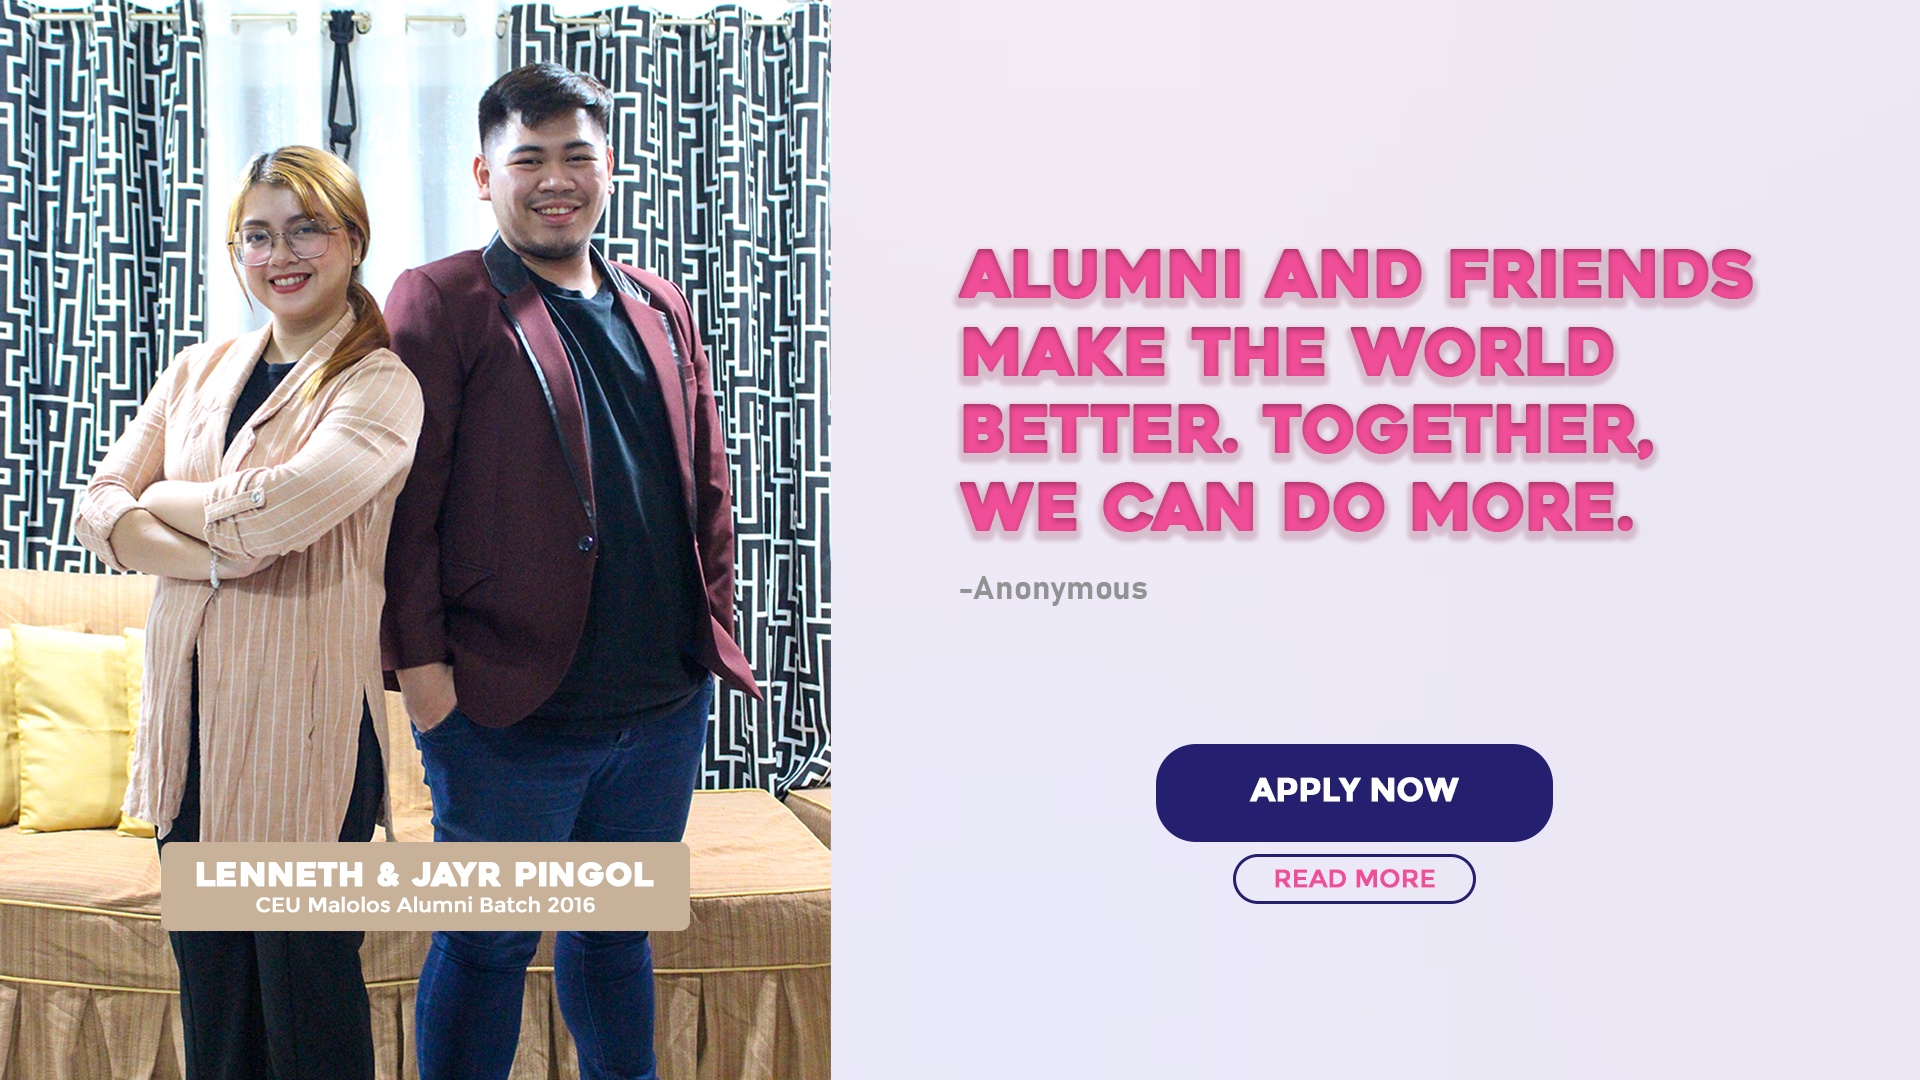 LENNETH & JAYR PINGOL
CEU Malolos Alumni Batch 2016
ALUMNI AND FRIENDS
MAKE THE WORLD
BETTER. TOGETHER,
WE CAN DO MORE.
-Anonymous
APPLY NOW
READ MORE